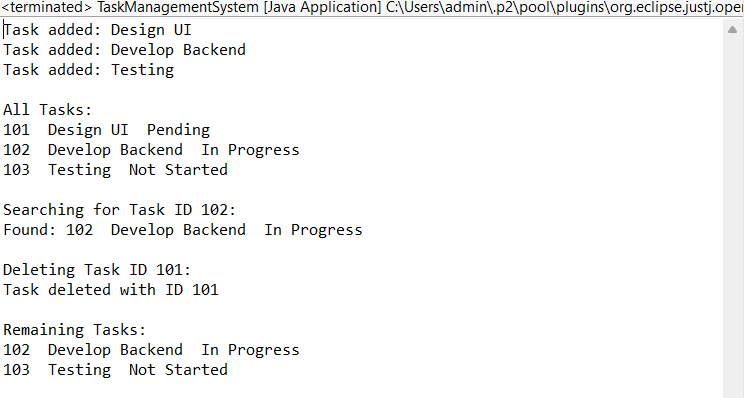 <terminated> TaskManagementSystem [Java Application] C:\Users\admin\.p2\pool\plugins\org.eclipse.justj.oper
Task added: Design UI
Task added: Develop Backend
Task added: Testing
All Tasks:
101  Design UI  Pending
102  Develop Backend  In Progress
103  Testing  Not Started
Searching for Task ID 102:
Found: 102  Develop Backend  In Progress
Deleting Task ID 101:
Task deleted with ID 101
Remaining Tasks:
102  Develop Backend  In Progress
103  Testing  Not Started